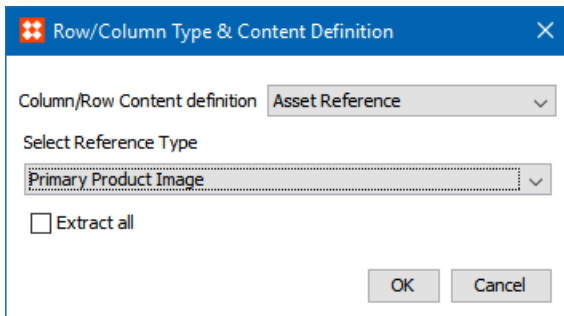 Row/Column Type & Content Definition
Column/Row Content definition Asset Reference
Select Reference Type
Primary Product Image
Extract all
OK Cancel